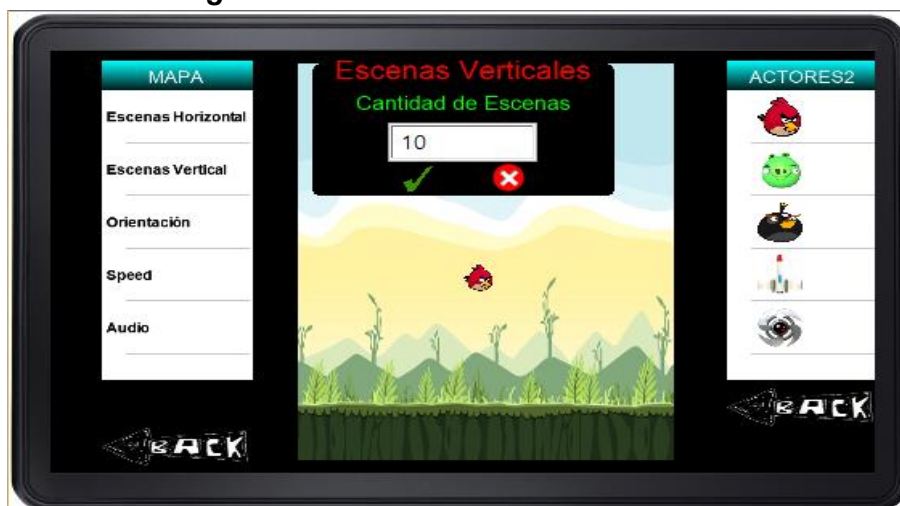 MAPA
Escenas Horizontal
Escenas Vertical
Orientación
Speed
Audio
BACK
Escenas Verticales
Cantidad de Escenas
10
ACTORES2
BACK